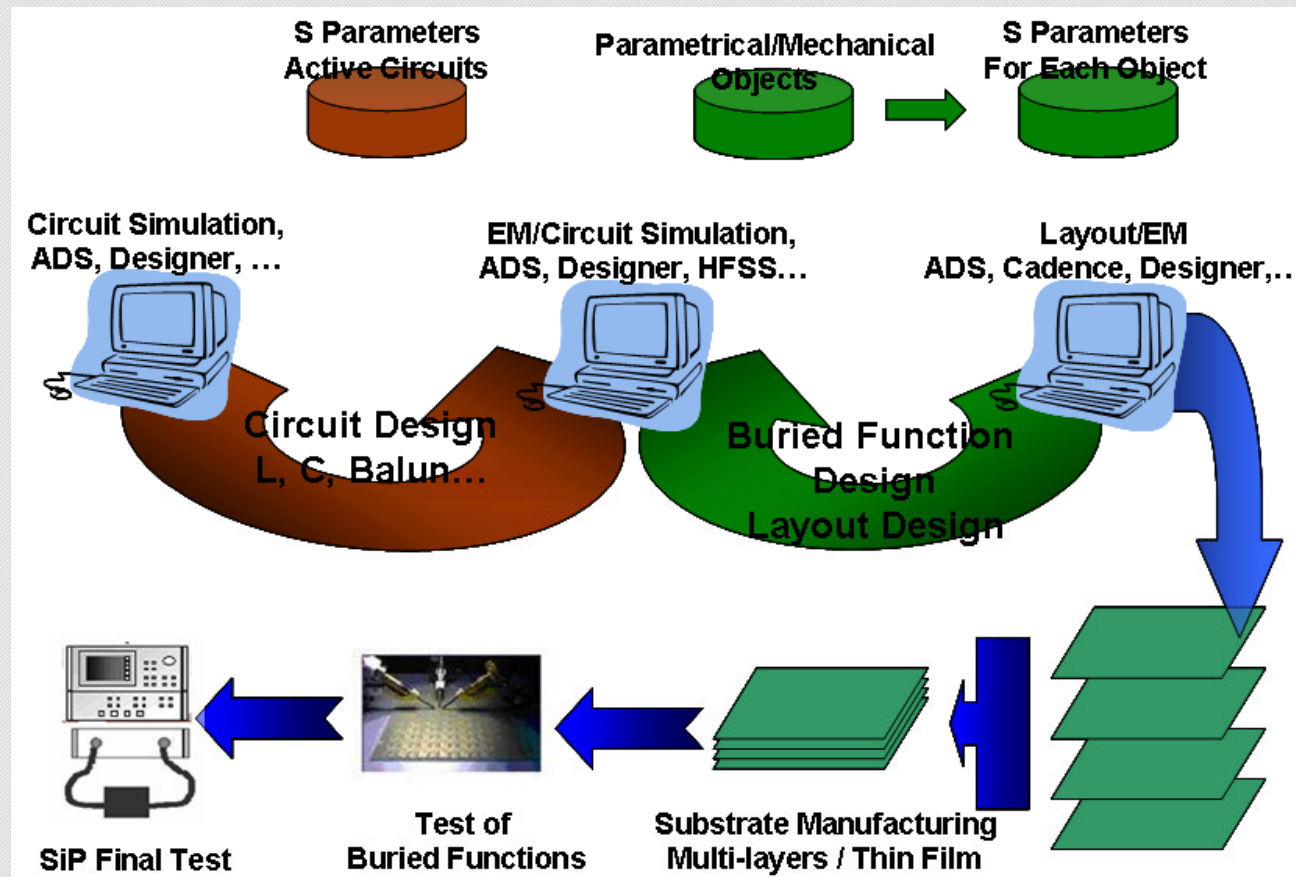 S Parameters
Active Circuits
Parametrical/Mechanical
Objects
S Parameters
For Each Object
Circuit Simulation,
ADS, Designer, …
EM/Circuit Simulation,
ADS, Designer, HFSS…
Layout/EM
ADS, Cadence, Designer,..
Circuit Design
L, C, Balun…
Buried Function
Design
Layout Design
SiP Final Test
Test of
Buried Functions
Substrate Manufacturing
Multi-layers / Thin Film